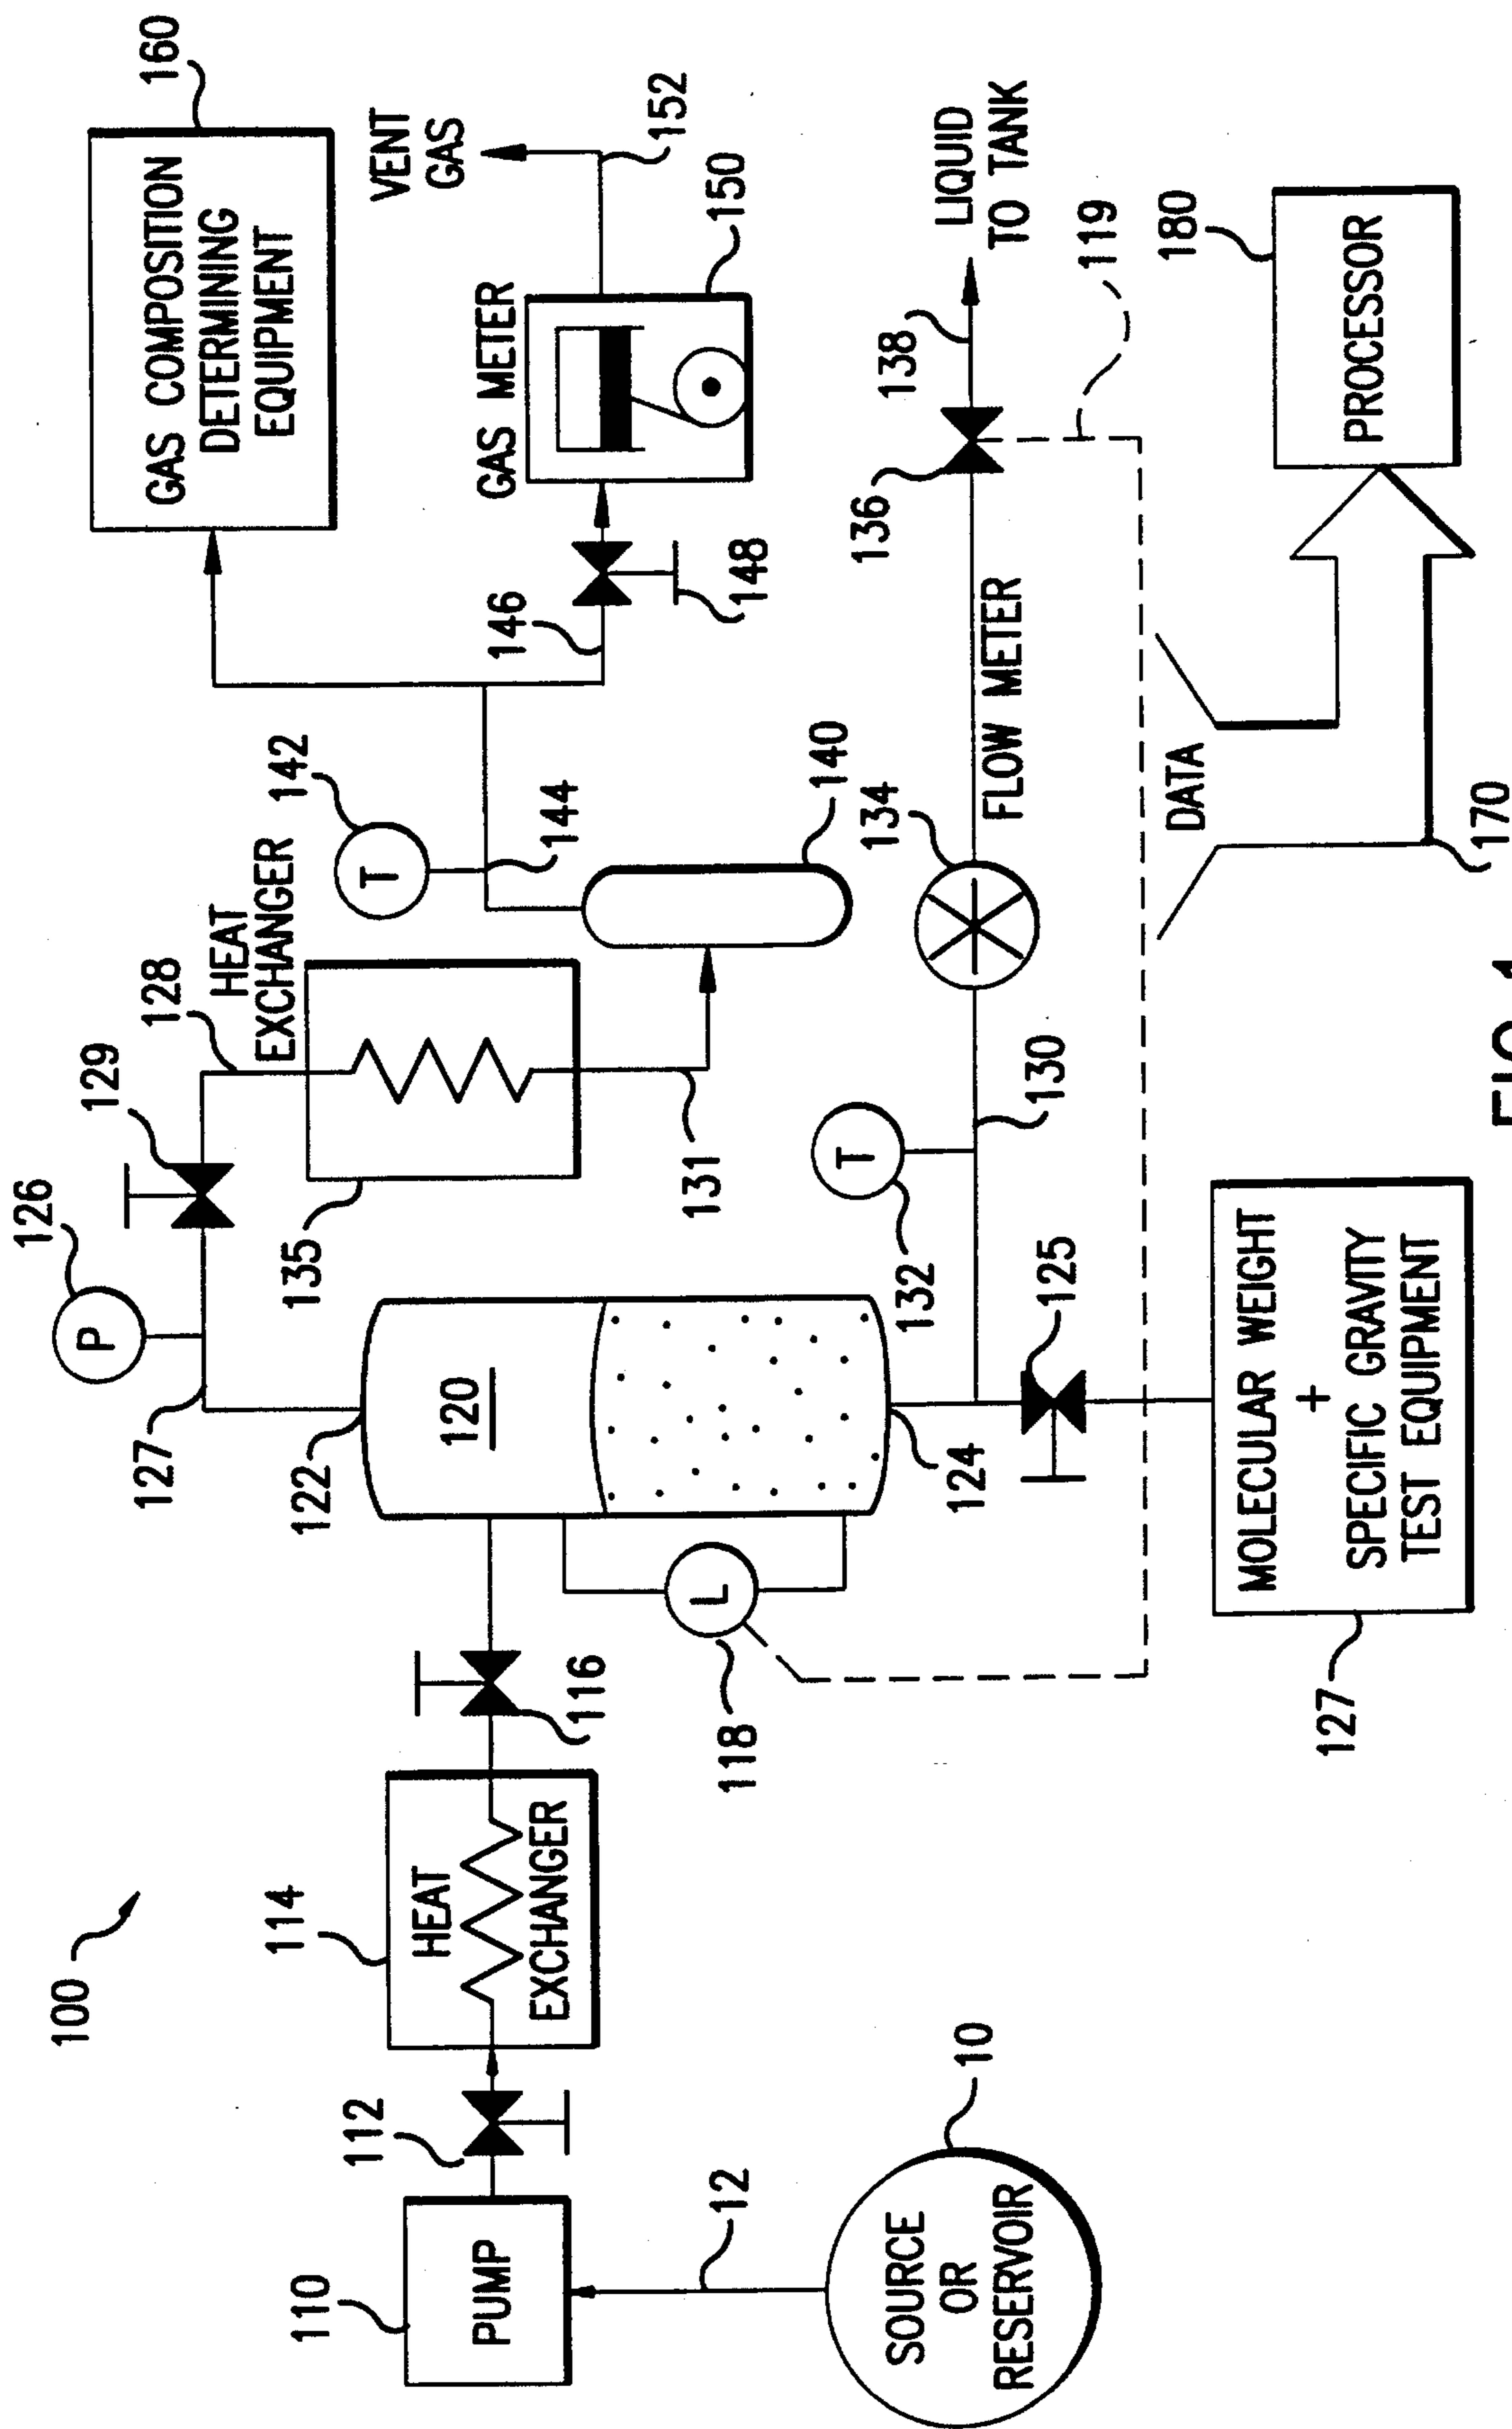 100
160
GAS COMPOSITION
DETERMINING
EQUIPMENT
VENT
GAS
152
GAS METER
150
146
148
142
T
144
140
126
P
127
129
128
HEAT
EXCHANGER
135
131
122
120
124
118
L
116
114
HEAT
EXCHANGER
112
110
PUMP
12
10
SOURCE
OR
RESERVOIR
132
T
130
125
134
FLOW METER
136
138
LIQUID
TO TANK
119
127
MOLECULAR WEIGHT
+
SPECIFIC GRAVITY
TEST EQUIPMENT
DATA
170
180
PROCESSOR
FIG. 1